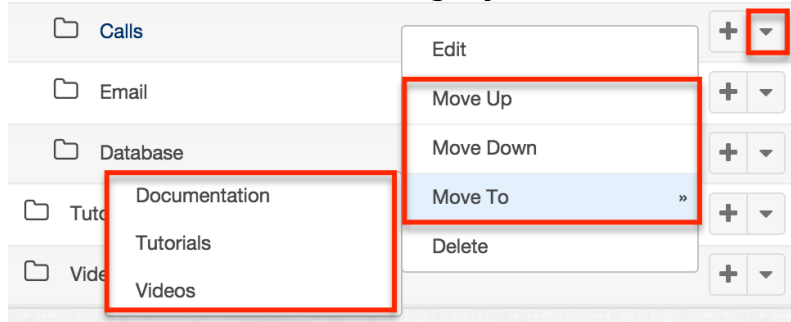 Calls
Edit
Email
Move Up
Database
Move Down
Documentation
Move To »
Tutorials
Delete
Videos